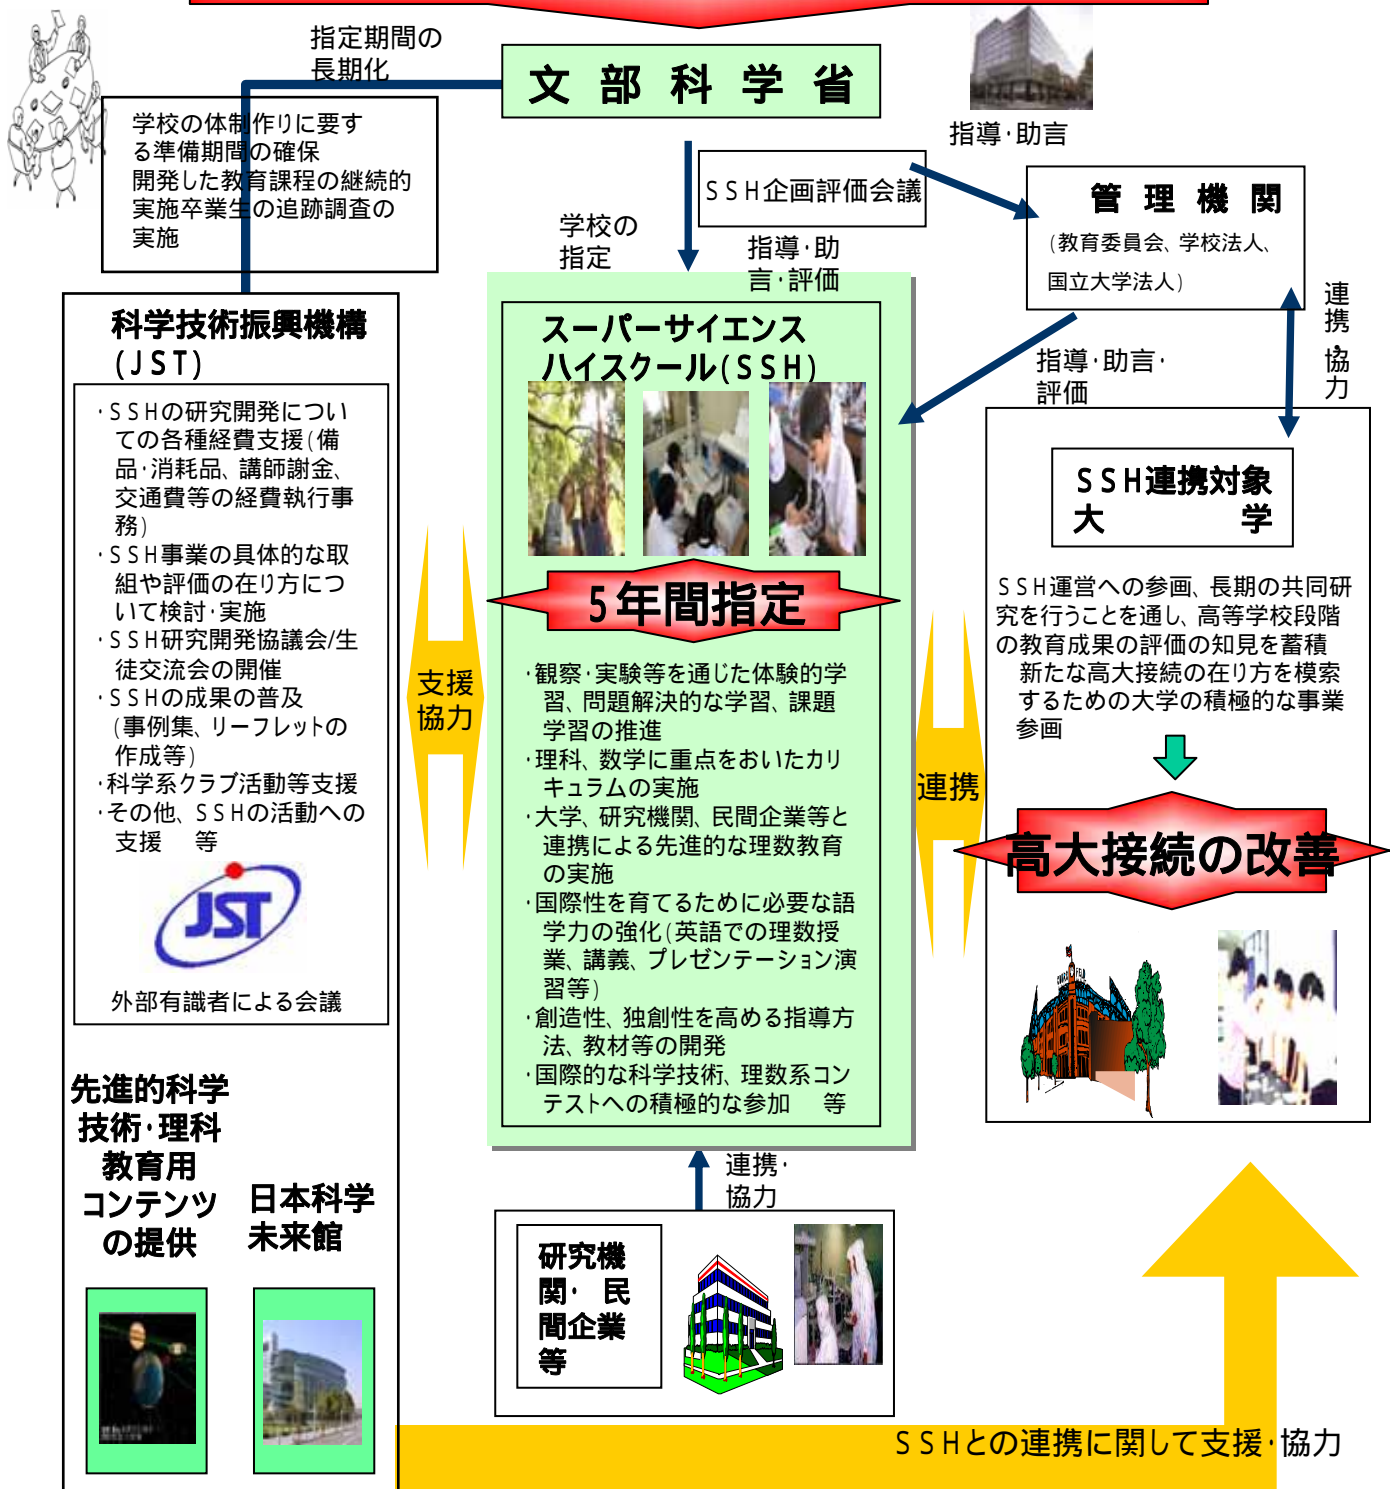 指定期間の
長期化
文部科学省
指導・助言
学校の体制作りに要す
る準備期間の確保
開発した教育課程の継続的
実施卒業生の追跡調査の
実施
SSH企画評価会議
学校の
指定
指導・助
言・評価
管理機関
(教育委員会、学校法人、
国立大学法人)
連携・協力
指導・助言・
評価
科学技術振興機構
(JST)
・SSHの研究開発につい
ての各種経費支援(備
品・消耗品、講師謝金、
交通費等の経費執行事
務)
・SSH事業の具体的な取
組や評価の在り方につ
いて検討・実施
・SSH研究開発協議会/生
徒交流会の開催
・SSHの成果の普及
(事例集、リーフレットの
作成等)
・科学系クラブ活動等支援
・その他、SSHの活動への
支援 等
JST
外部有識者による会議
先進的科学
技術・理科
教育用
コンテンツ
の提供
日本科学
未来館
支援
協力
スーパーサイエンス
ハイスクール(SSH)
5年間指定
・観察・実験等を通じた体験的学
習、問題解決的な学習、課題
学習の推進
・理科、数学に重点をおいたカリ
キュラムの実施
・大学、研究機関、民間企業等と
連携による先進的な理数教育
の実施
・国際性を育てるために必要な語
学力の強化(英語での理数授
業、講義、プレゼンテーション演
習等)
・創造性、独創性を高める指導方
法、教材等の開発
・国際的な科学技術、理数系コン
テストへの積極的な参加 等
連携
SSH連携対象
大学
SSH運営への参画、長期の共同研
究を行うことを通し、高等学校段階
の教育成果の評価の知見を蓄積
新たな高大接続の在り方を模索
するための大学の積極的な事業
参画
高大接続の改善
連携・
協力
研究機
関・民
間企業
等
SSHとの連携に関して支援・協力